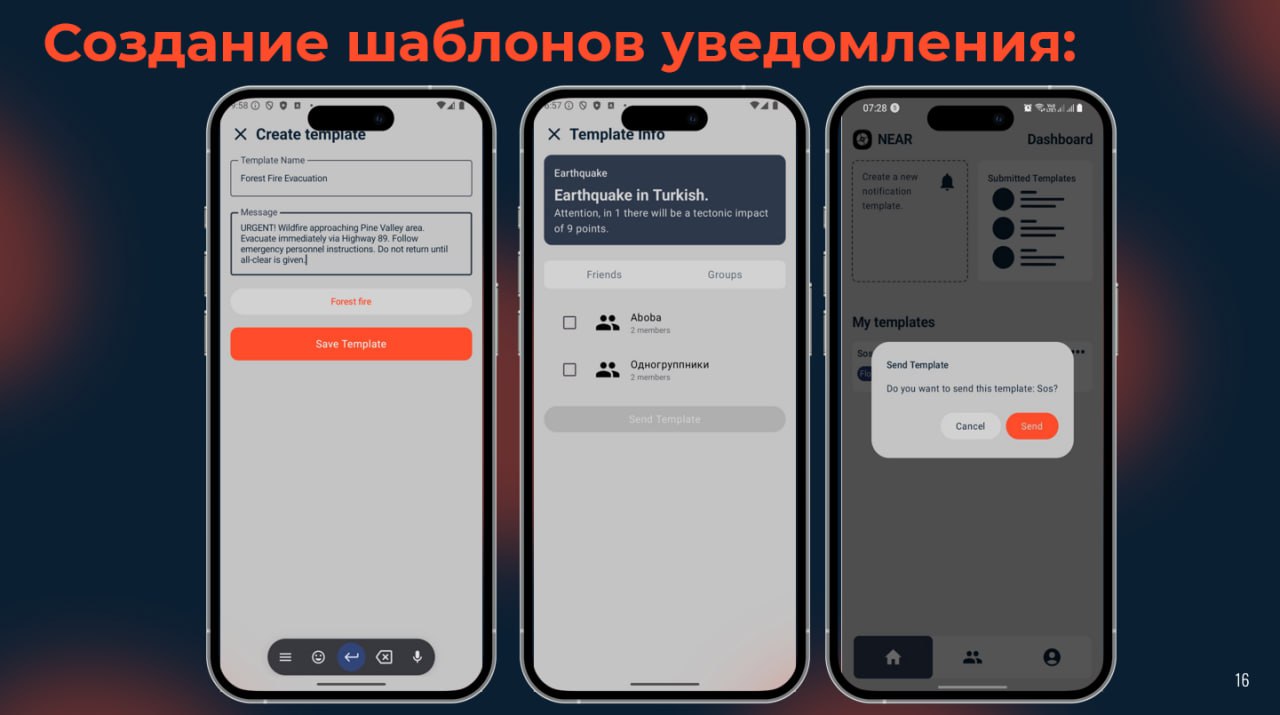 Создание шаблонов уведомления:
9:58
Create template
Template Name
Forest Fire Evacuation
Message
URGENT! Wildfire approaching Pine Valley area.
Evacuate immediately via Highway 89. Follow
emergency personnel instructions. Do not return until
all-clear is given.
Forest fire
Save Template
6:57
Template Info
Earthquake
Earthquake in Turkish.
Attention, in 1 there will be a tectonic impact
of 9 points.
Friends
Groups
Aboba
2 members
Одногруппники
2 members
Send Template
07:28
NEAR
Dashboard
Create a new
notification
template.
Submitted Templates
My templates
Send Template
Do you want to send this template: Sos?
Cancel
Send
16